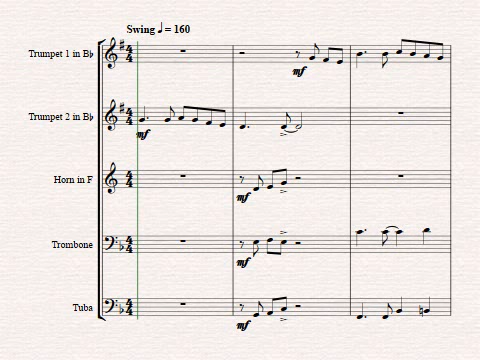 Swing ♩ = 160
Trumpet 1 in B♭
mf
Trumpet 2 in B♭
mf
Horn in F
mf
Trombone
mf
Tuba
mf